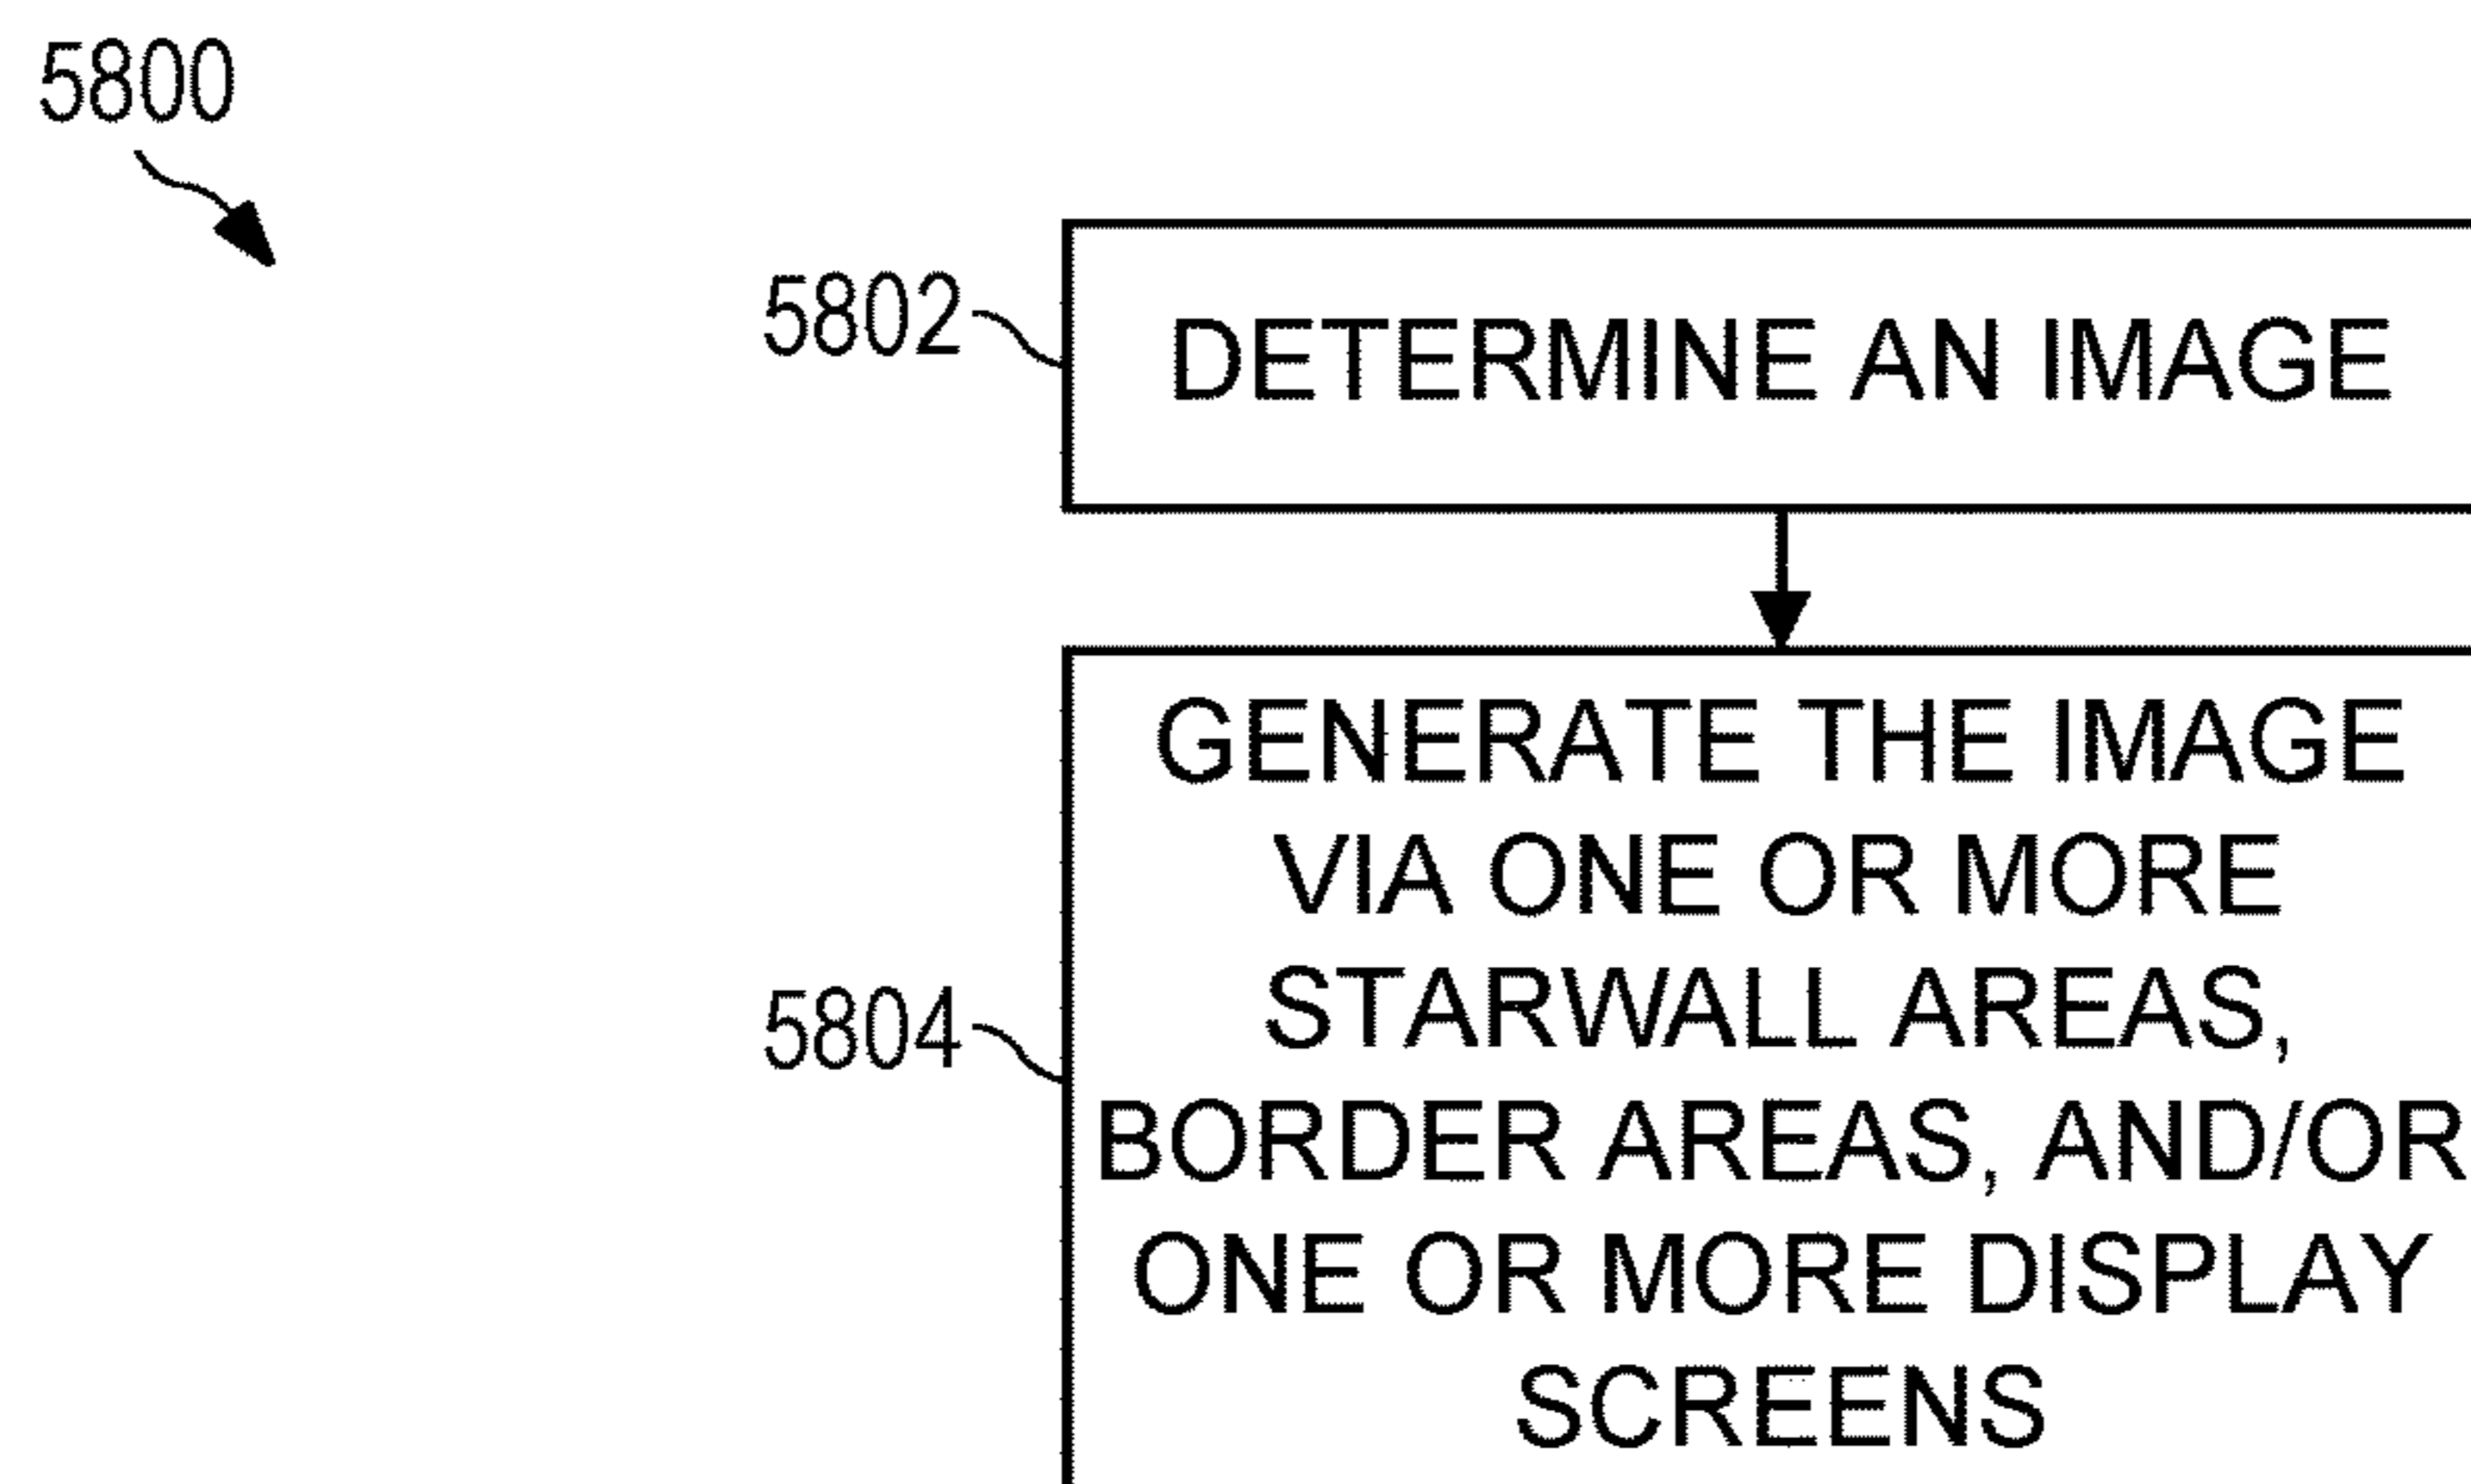 5800
5802
DETERMINE AN IMAGE
GENERATE THE IMAGE
VIA ONE OR MORE
STARWALL AREAS,
5804
BORDER AREAS, AND/OR
ONE OR MORE DISPLAY
SCREENS